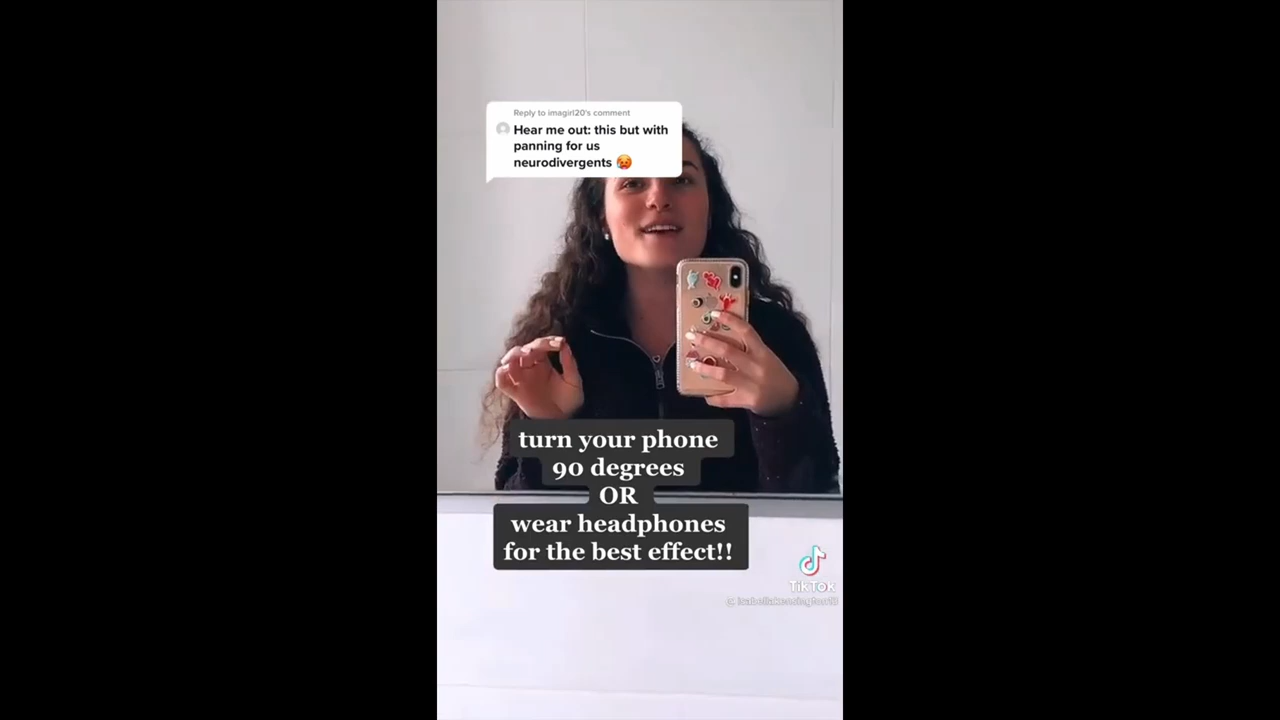 Reply to imagirl20's comment
Hear me out: this but with
panning for us
neurodivergents 🥵
turn your phone
90 degrees
OR
wear headphones
for the best effect!!
TikTok